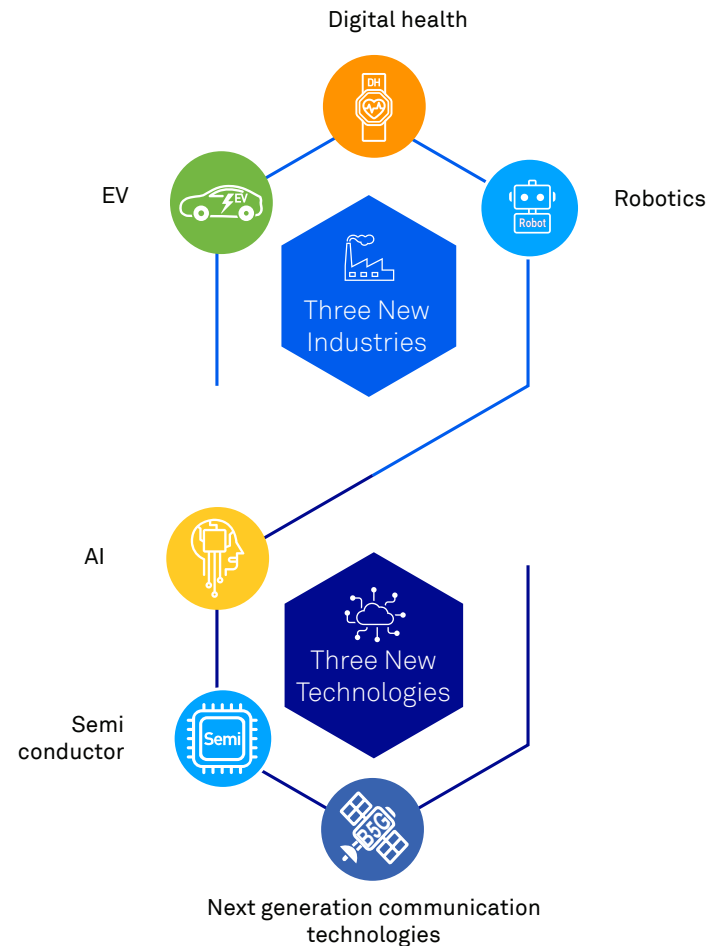 Digital health
DH
EV
EV
Robotics
Robot
Three New
Industries
AI
Three New
Technologies
Semi
conductor
Semi
B5G
Next generation communication
technologies